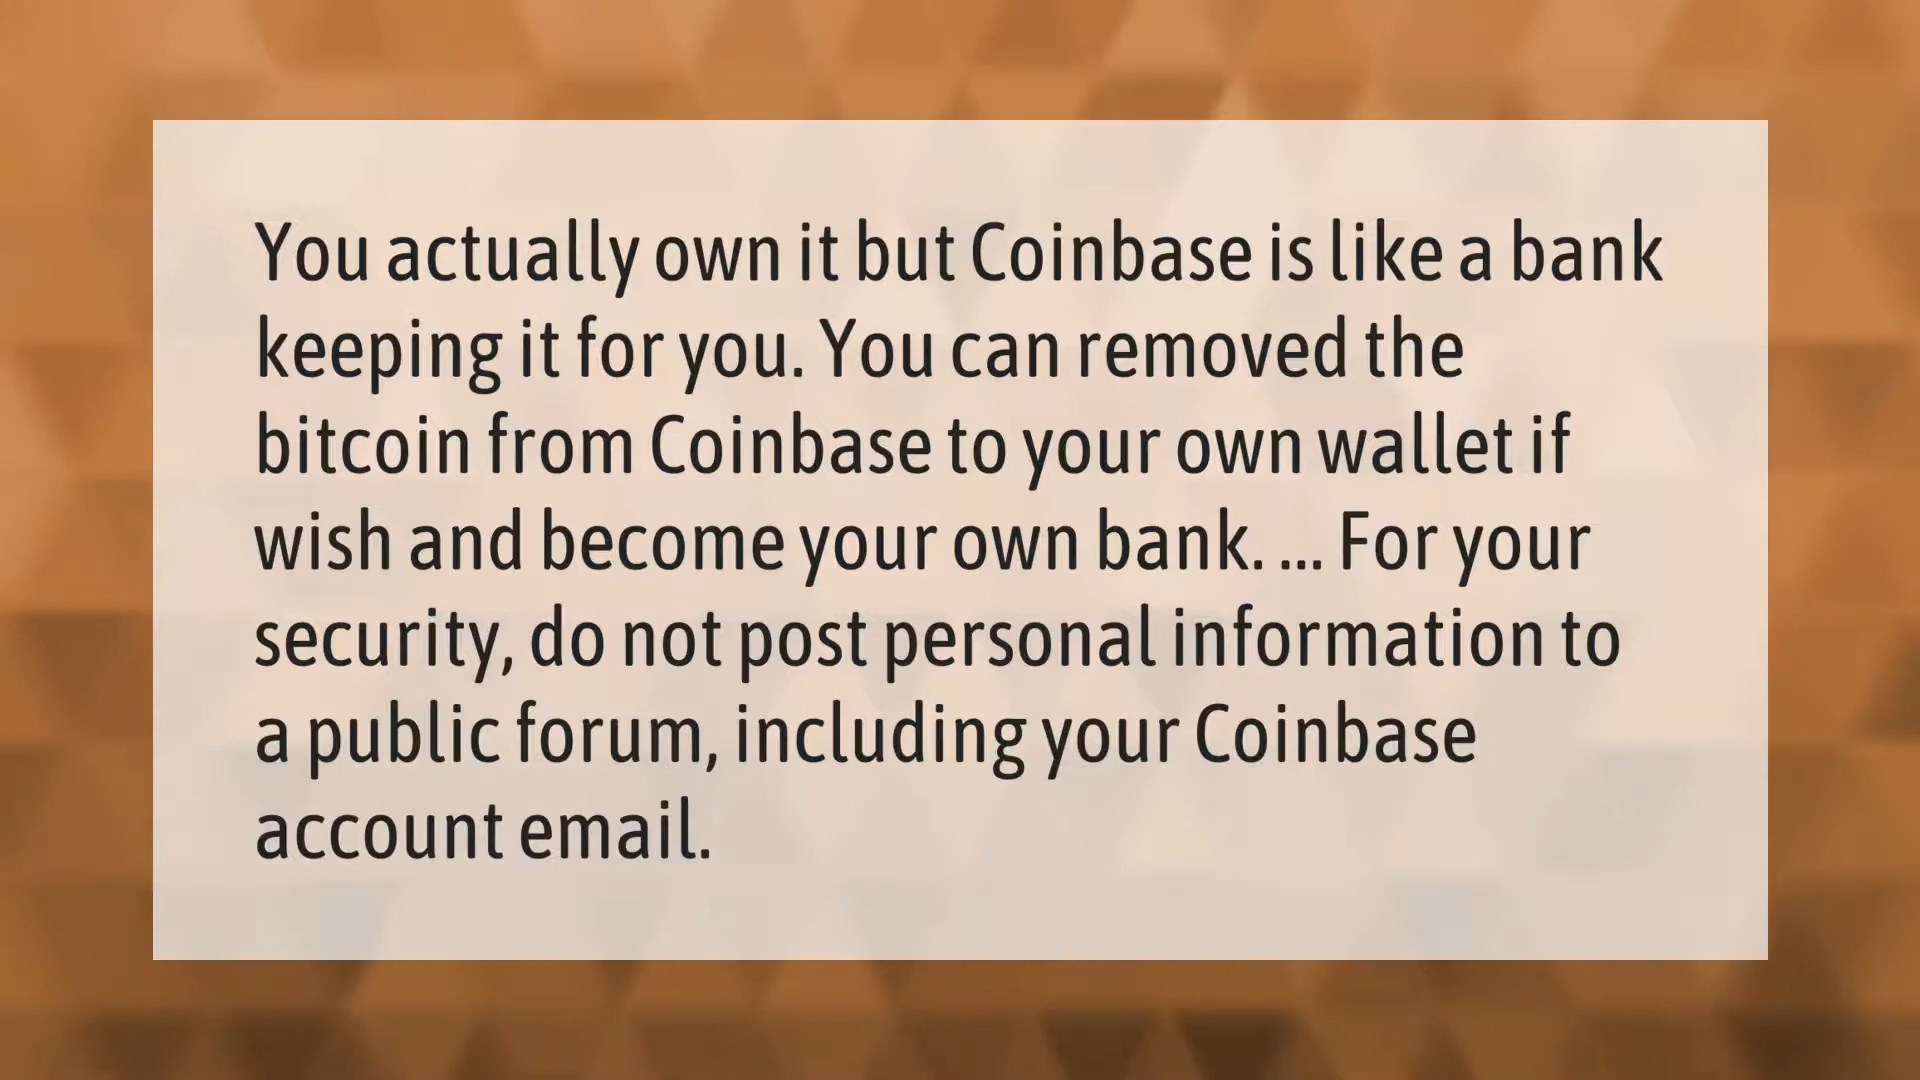 You actually own it but Coinbase is like a bank
keeping it for you. You can removed the
bitcoin from Coinbase to your own wallet if
wish and become your own bank. ... For your
security, do not post personal information to
a public forum, including your Coinbase
account email.